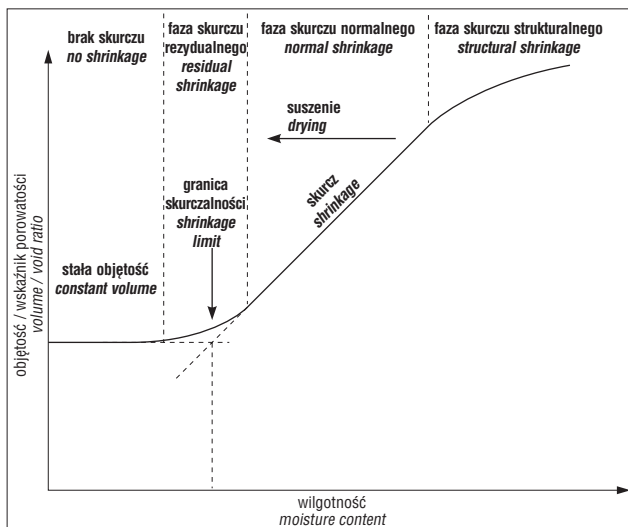 brak skurczu
no shrinkage
faza skurczu
rezydualnego
residual
shrinkage
faza skurczu normalnego
normal shrinkage
faza skurczu strukturalnego
structural shrinkage
suszenie
drying
granica
skurczalności
shrinkage
limit
skurcz
shrinkage
stała objętość
constant volume
objętość / wskaźnik porowatości
volume / void ratio
wilgotność
moisture content